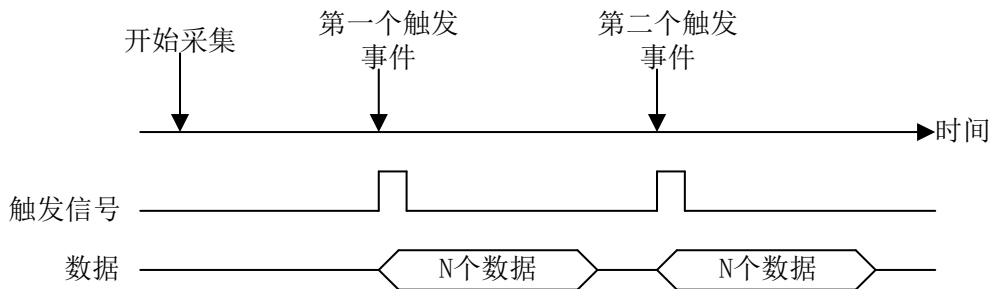 开始采集
第一个触发
事件
第二个触发
事件
时间
触发信号
数据
N个数据
N个数据